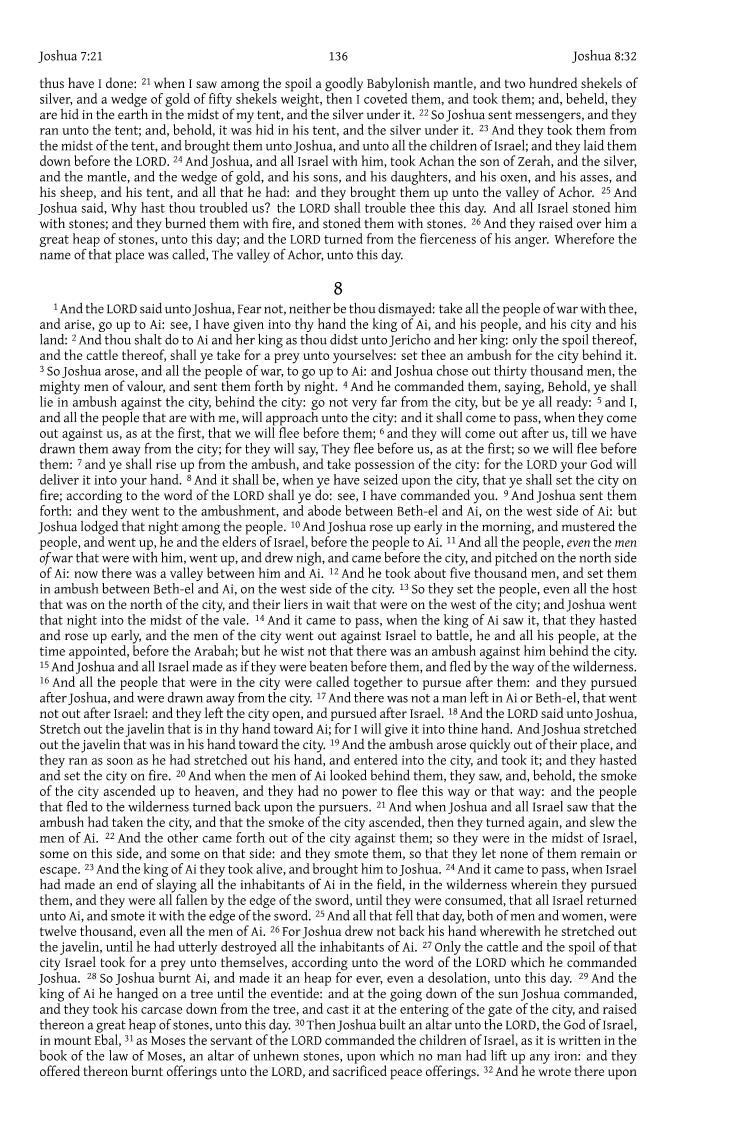 Joshua 7:21 136 Joshua 8:32
thus have I done: 21 when I saw among the spoil a goodly Babylonish mantle, and two hundred shekels of
silver, and a wedge of gold of fifty shekels weight, then I coveted them, and took them; and, beheld, they
are hid in the earth in the midst of my tent, and the silver under it. 22 So Joshua sent messengers, and they
ran unto the tent; and, behold, it was hid in his tent, and the silver under it. 23 And they took them from
the midst of the tent, and brought them unto Joshua, and unto all the children of Israel; and they laid them
down before the LORD. 24 And Joshua, and all Israel with him, took Achan the son of Zerah, and the silver,
and the mantle, and the wedge of gold, and his sons, and his daughters, and his oxen, and his asses, and
his sheep, and his tent, and all that he had: and they brought them up unto the valley of Achor. 25 And
Joshua said, Why hast thou troubled us? the LORD shall trouble thee this day. And all Israel stoned him
with stones; and they burned them with fire, and stoned them with stones. 26 And they raised over him a
great heap of stones, unto this day; and the LORD turned from the fierceness of his anger. Wherefore the
name of that place was called, The valley of Achor, unto this day.
8
1 And the LORD said unto Joshua, Fear not, neither be thou dismayed: take all the people of war with thee,
and arise, go up to Ai: see, I have given into thy hand the king of Ai, and his people, and his city and his
land: 2 And thou shalt do to Ai and her king as thou didst unto Jericho and her king: only the spoil thereof,
and the cattle thereof, shall ye take for a prey unto yourselves: set thee an ambush for the city behind it.
3 So Joshua arose, and all the people of war, to go up to Ai: and Joshua chose out thirty thousand men, the
mighty men of valour, and sent them forth by night. 4 And he commanded them, saying, Behold, ye shall
lie in ambush against the city, behind the city: go not very far from the city, but be ye all ready: 5 and I,
and all the people that are with me, will approach unto the city: and it shall come to pass, when they come
out against us, as at the first, that we will flee before them; 6 and they will come out after us, till we have
drawn them away from the city; for they will say, They flee before us, as at the first; so we will flee before
them: 7 and ye shall rise up from the ambush, and take possession of the city: for the LORD your God will
deliver it into your hand. 8 And it shall be, when ye have seized upon the city, that ye shall set the city on
fire; according to the word of the LORD shall ye do: see, I have commanded you. 9 And Joshua sent them
forth: and they went to the ambushment, and abode between Beth-el and Ai, on the west side of Ai: but
Joshua lodged that night among the people. 10 And Joshua rose up early in the morning, and mustered the
people, and went up, he and the elders of Israel, before the people to Ai. 11 And all the people, even the men
of war that were with him, went up, and drew nigh, and came before the city, and pitched on the north side
of Ai: now there was a valley between him and Ai. 12 And he took about five thousand men, and set them
in ambush between Beth-el and Ai, on the west side of the city. 13 So they set the people, even all the host
that was on the north of the city, and their liers in wait that were on the west of the city; and Joshua went
that night into the midst of the vale. 14 And it came to pass, when the king of Ai saw it, that they hasted
and rose up early, and the men of the city went out against Israel to battle, he and all his people, at the
time appointed, before the Arabah; but he wist not that there was an ambush against him behind the city.
15 And Joshua and all Israel made as if they were beaten before them, and fled by the way of the wilderness.
16 And all the people that were in the city were called together to pursue after them: and they pursued
after Joshua, and were drawn away from the city. 17 And there was not a man left in Ai or Beth-el, that went
not out after Israel: and they left the city open, and pursued after Israel. 18 And the LORD said unto Joshua,
Stretch out the javelin that is in thy hand toward Ai; for I will give it into thine hand. And Joshua stretched
out the javelin that was in his hand toward the city. 19 And the ambush arose quickly out of their place, and
they ran as soon as he had stretched out his hand, and entered into the city, and took it; and they hasted
and set the city on fire. 20 And when the men of Ai looked behind them, they saw, and, behold, the smoke
of the city ascended up to heaven, and they had no power to flee this way or that way: and the people
that fled to the wilderness turned back upon the pursuers. 21 And when Joshua and all Israel saw that the
ambush had taken the city, and that the smoke of the city ascended, then they turned again, and slew the
men of Ai. 22 And the other came forth out of the city against them; so they were in the midst of Israel,
some on this side, and some on that side: and they smote them, so that they let none of them remain or
escape. 23 And the king of Ai they took alive, and brought him to Joshua. 24 And it came to pass, when Israel
had made an end of slaying all the inhabitants of Ai in the field, in the wilderness wherein they pursued
them, and they were all fallen by the edge of the sword, until they were consumed, that all Israel returned
unto Ai, and smote it with the edge of the sword. 25 And all that fell that day, both of men and women, were
twelve thousand, even all the men of Ai. 26 For Joshua drew not back his hand wherewith he stretched out
the javelin, until he had utterly destroyed all the inhabitants of Ai. 27 Only the cattle and the spoil of that
city Israel took for a prey unto themselves, according unto the word of the LORD which he commanded
Joshua. 28 So Joshua burnt Ai, and made it an heap for ever, even a desolation, unto this day. 29 And the
king of Ai he hanged on a tree until the eventide: and at the going down of the sun Joshua commanded,
and they took his carcase down from the tree, and cast it at the entering of the gate of the city, and raised
thereon a great heap of stones, unto this day. 30 Then Joshua built an altar unto the LORD, the God of Israel,
in mount Ebal, 31 as Moses the servant of the LORD commanded the children of Israel, as it is written in the
book of the law of Moses, an altar of unhewn stones, upon which no man had lift up any iron: and they
offered thereon burnt offerings unto the LORD, and sacrificed peace offerings. 32 And he wrote there upon